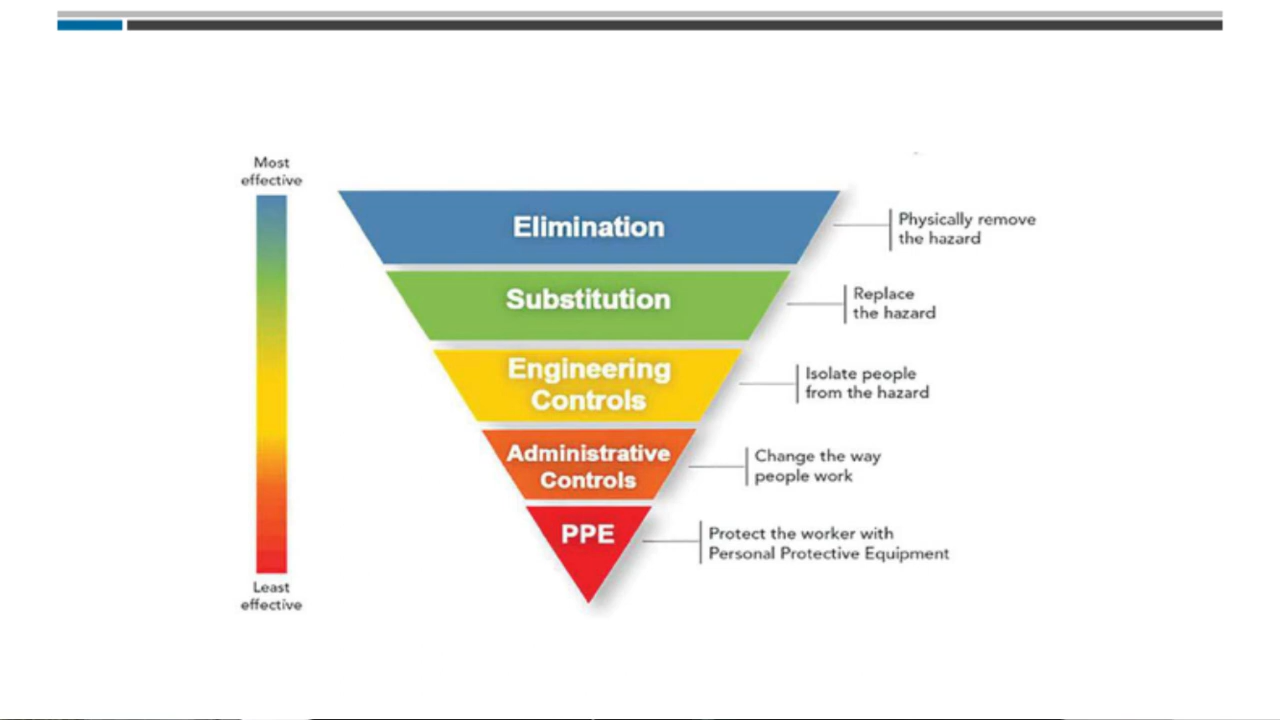 Most
effective
Elimination
Physically remove
the hazard
Substitution
Replace
the hazard
Engineering
Controls
Isolate people
from the hazard
Administrative
Controls
Change the way
people work
PPE
Protect the worker with
Personal Protective Equipment
Least
effective